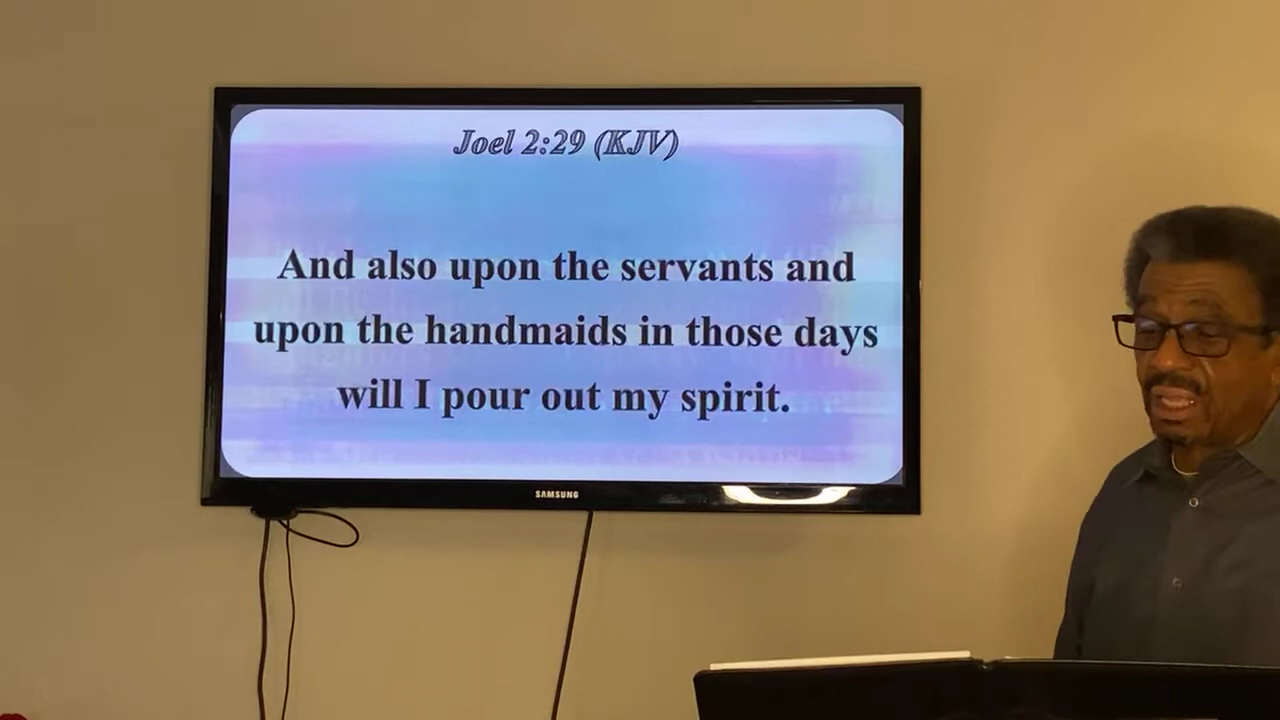 Joel 2:29 (KJV)
And also upon the servants and
upon the handmaids in those days
will I pour out my spirit.
SAMSUNG